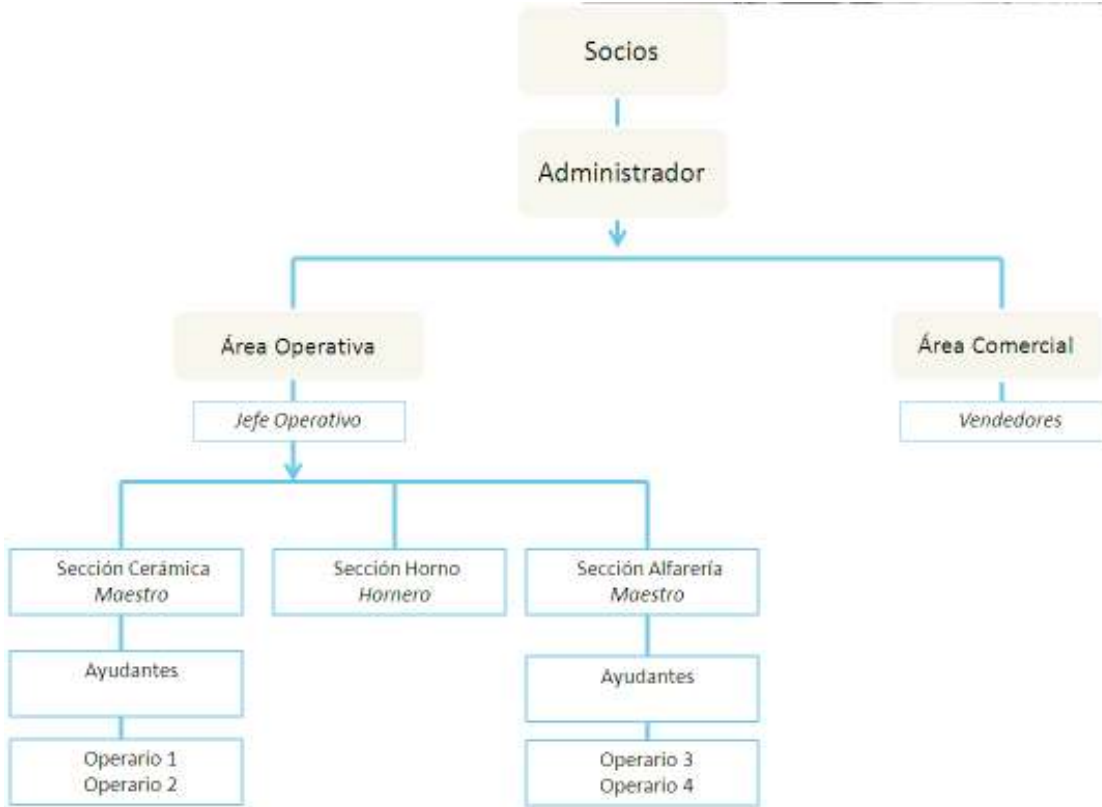 Socios
Administrador
Área Operativa
Área Comercial
Jefe Operativo
Vendedores
Sección Cerámica
Maestro
Sección Horno
Hornero
Sección Alfarería
Maestro
Ayudantes
Ayudantes
Operario 1
Operario 2
Operario 3
Operario 4